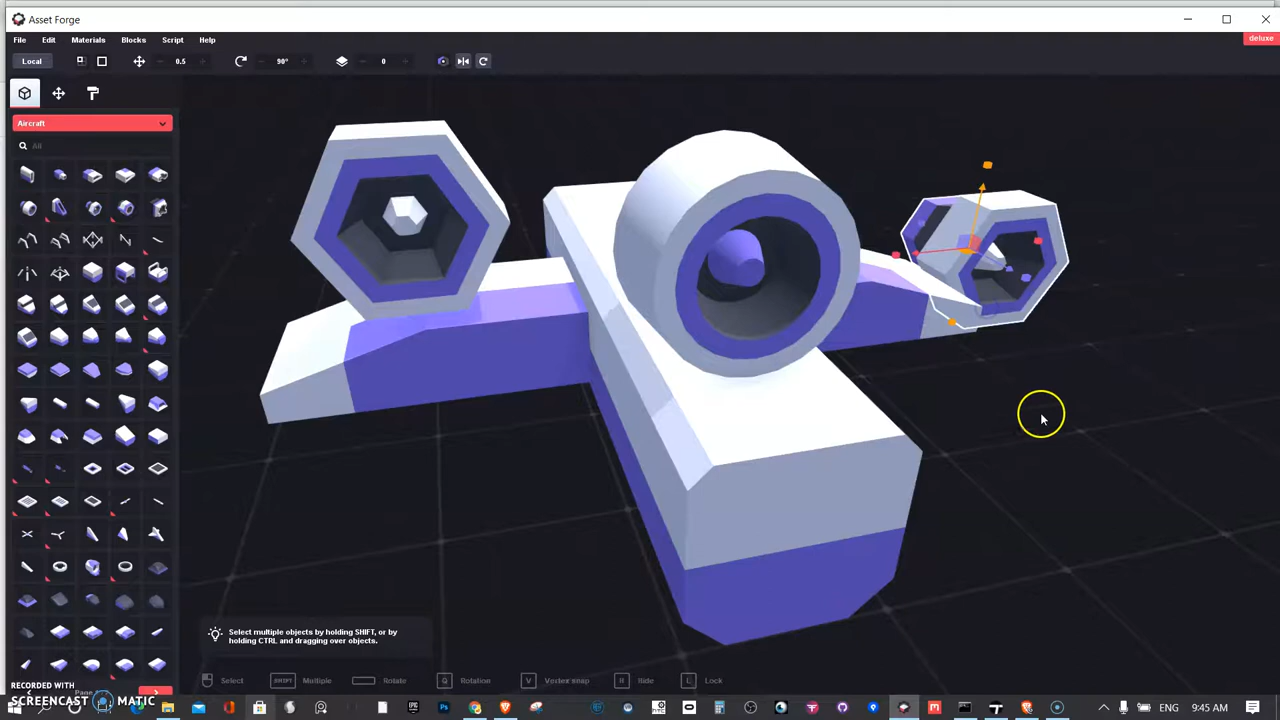 Asset Forge
File Edit Materials Blocks Script Help
deluxe
Local 0.5 90° 0
Aircraft
All
Select multiple objects by holding SHIFT, or by
holding CTRL and dragging over objects.
Select SHIFT Multiple Rotate Q Rotation V Vertex snap H Hide L Lock
RECORDED WITH
SCREENCAST MATIC
ENG 9:45 AM